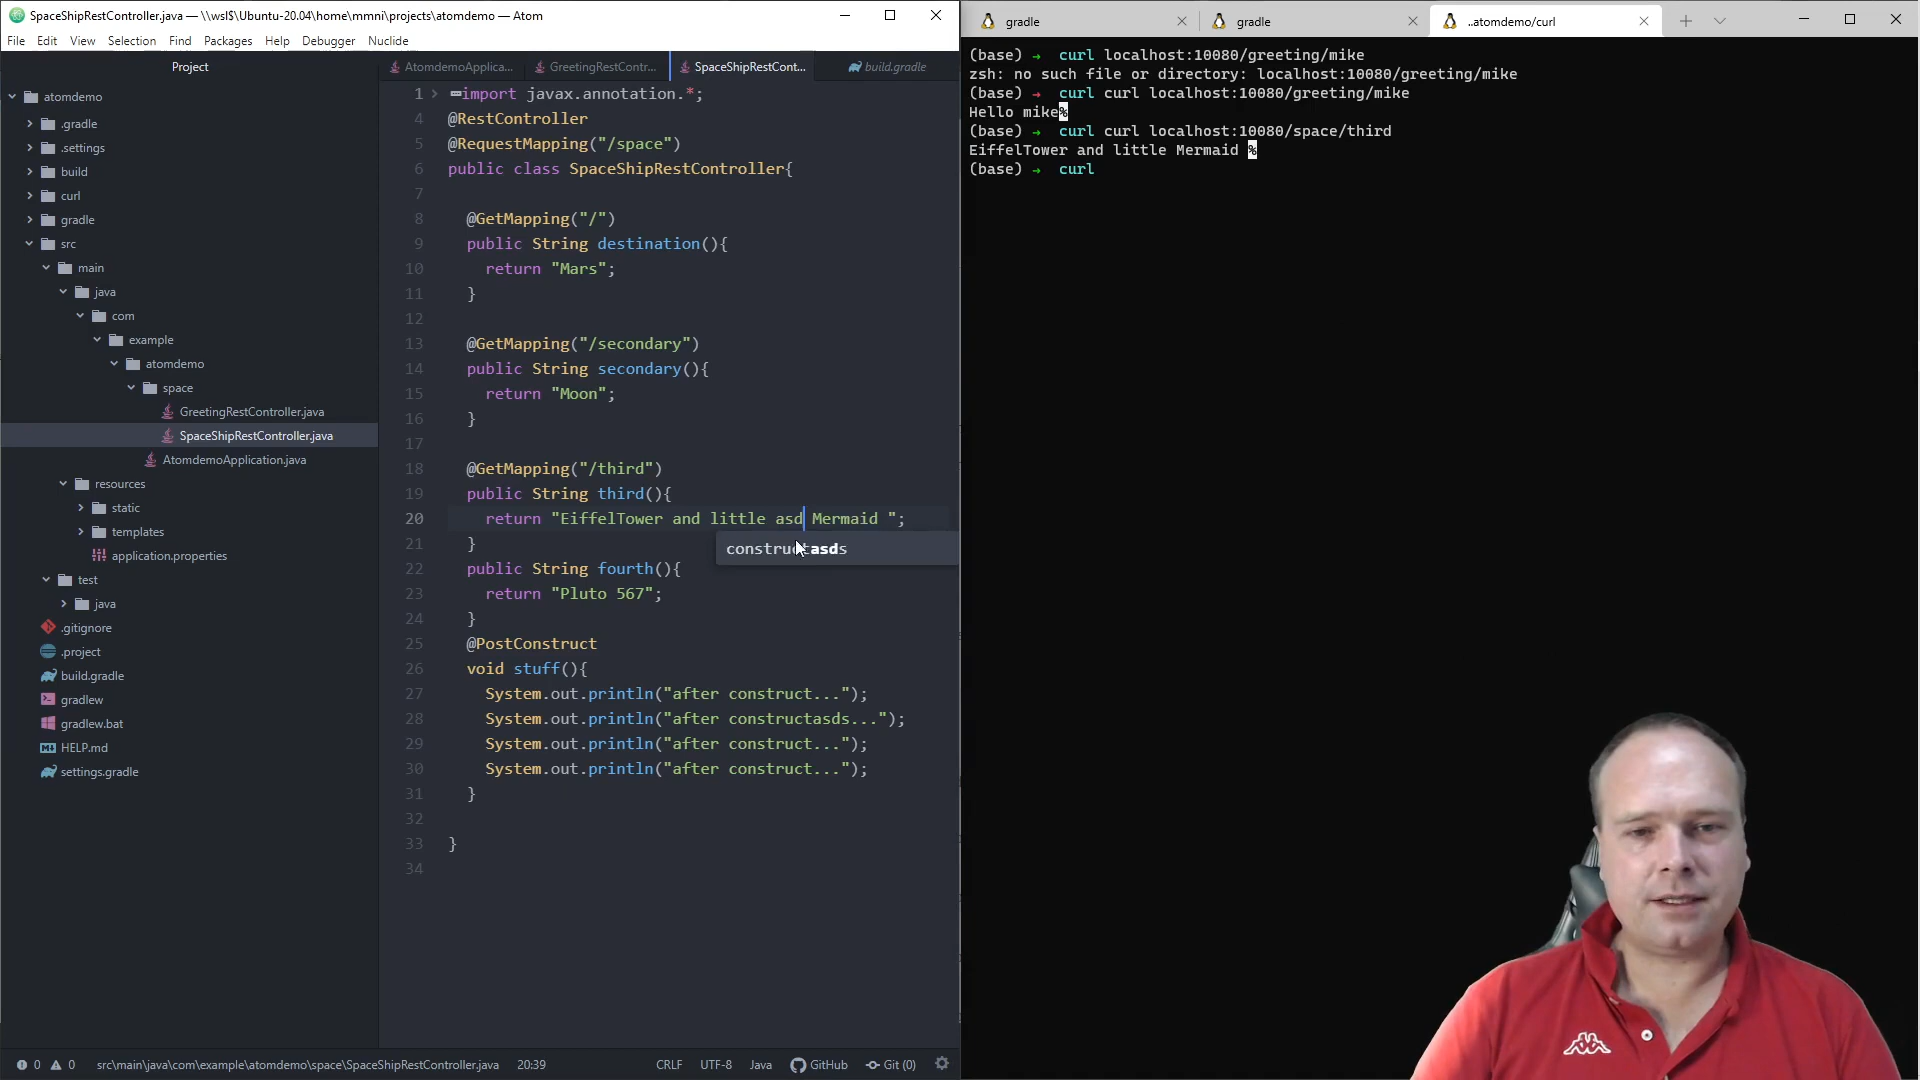 SpaceShipRestController.java — \\wsl$\Ubuntu-20.04\home\mmni\projects\atomdemo — Atom
File Edit View Selection Find Packages Help Debugger Nuclide
Project
atomdemo
.gradle
.settings
build
curl
gradle
src
main
java
com
example
atomdemo
space
GreetingRestController.java
SpaceShipRestController.java
AtomdemoApplication.java
resources
static
templates
application.properties
test
java
.gitignore
.project
build.gradle
gradlew
gradlew.bat
HELP.md
settings.gradle
AtomdemoApplica... GreetingRestContr... SpaceShipRestCont... build.gradle
1 import javax.annotation.*;
4 @RestController
5 @RequestMapping("/space")
6 public class SpaceShipRestController{
7
8 @GetMapping("/")
9 public String destination(){
10 return "Mars";
11 }
12
13 @GetMapping("/secondary")
14 public String secondary(){
15 return "Moon";
16 }
17
18 @GetMapping("/third")
19 public String third(){
20 return "EiffelTower and little asd Mermaid ";
constructasds
21 }
22 public String fourth(){
23 return "Pluto 567";
24 }
25 @PostConstruct
26 void stuff(){
27 System.out.println("after construct...");
28 System.out.println("after constructasds...");
29 System.out.println("after construct...");
30 System.out.println("after construct...");
31 }
32
33 }
34
0 0 src\main\java\com\example\atomdemo\space\SpaceShipRestController.java 20:39 CRLF UTF-8 Java GitHub Git (0)
gradle gradle ..atomdemo/curl
(base) → curl localhost:10080/greeting/mike
zsh: no such file or directory: localhost:10080/greeting/mike
(base) → curl curl localhost:10080/greeting/mike
Hello mike%
(base) → curl curl localhost:10080/space/third
EiffelTower and little Mermaid %
(base) → curl